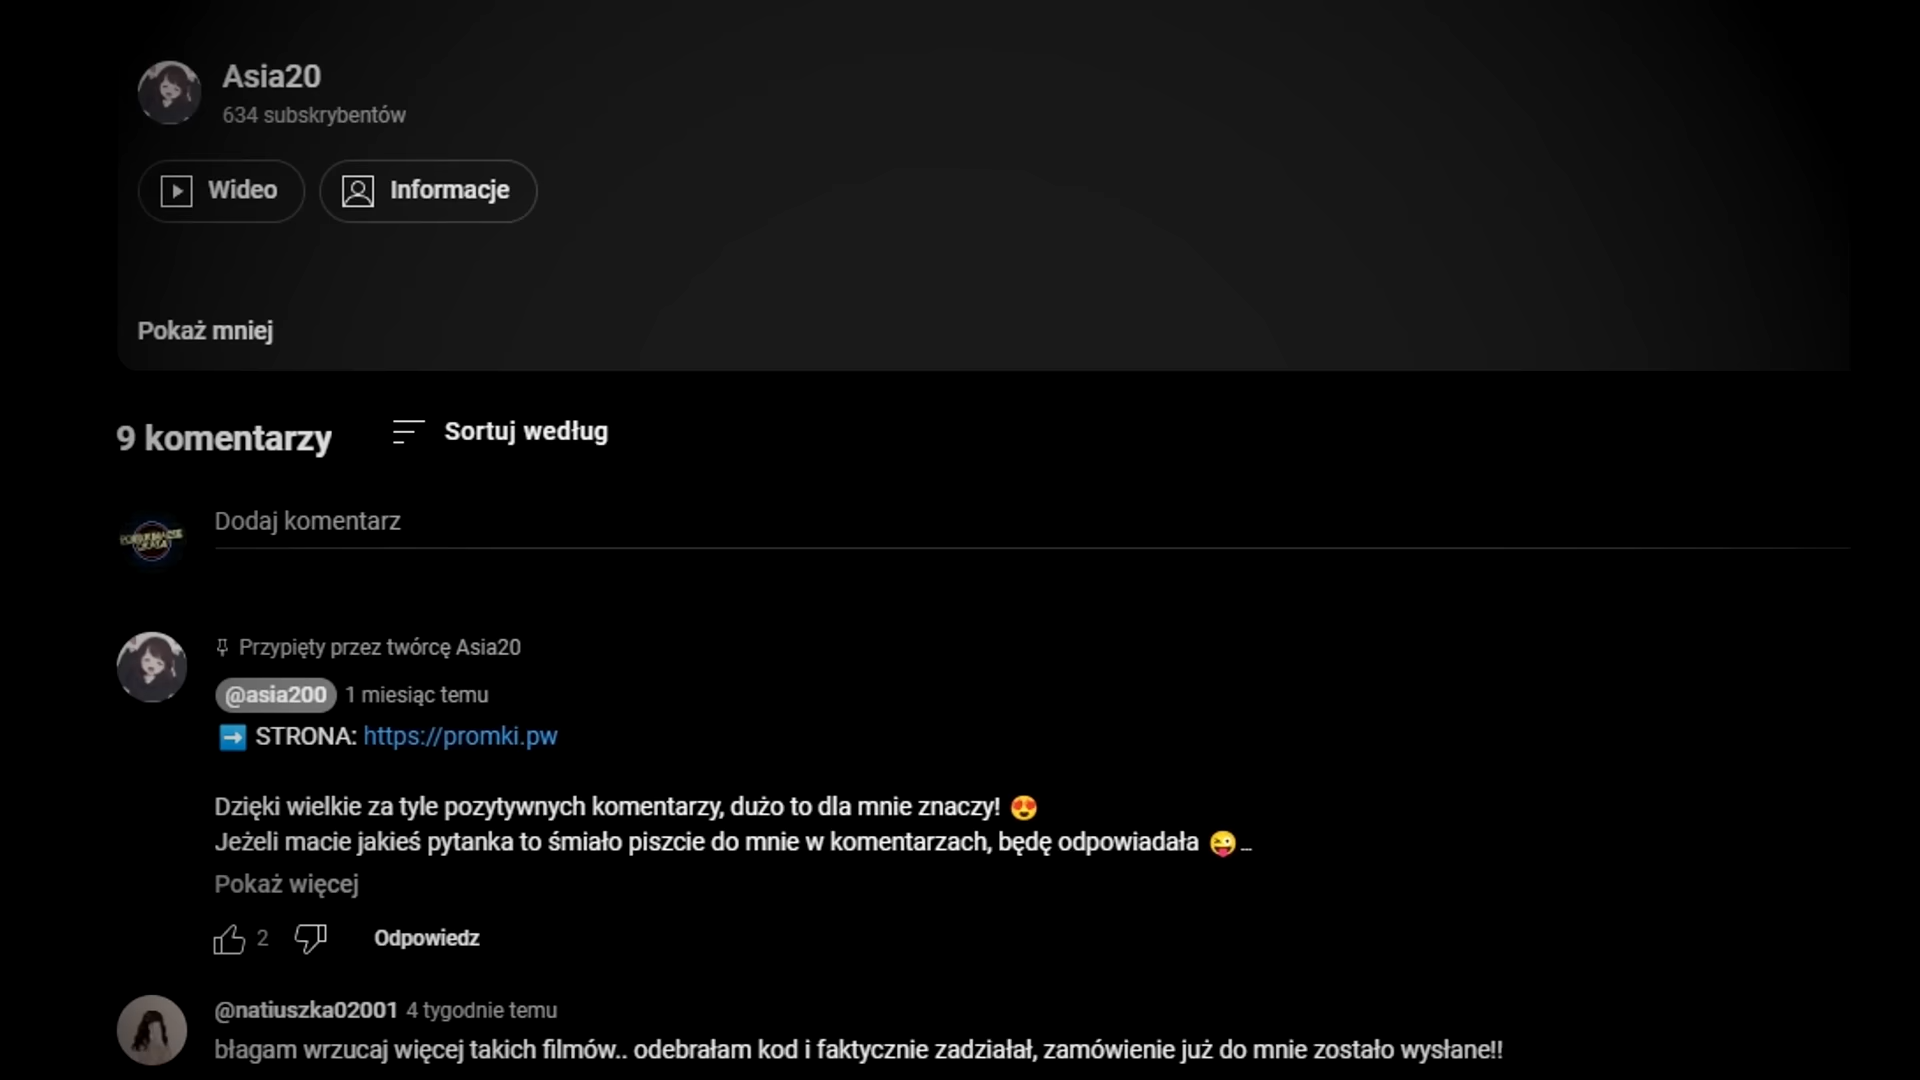 Asia20
634 subskrybentów
Wideo
Informacje
Pokaż mniej
9 komentarzy
Sortuj według
Dodaj komentarz
Przypięty przez twórcę Asia20
@asia200 1 miesiąc temu
➡️ STRONA: https://promki.pw
Dzięki wielkie za tyle pozytywnych komentarzy, dużo to dla mnie znaczy! 😍
Jeżeli macie jakieś pytanka to śmiało piszcie do mnie w komentarzach, będę odpowiadała 😜...
Pokaż więcej
2
Odpowiedz
@natiuszka02001 4 tygodnie temu
błagam wrzucaj więcej takich filmów.. odebrałam kod i faktycznie zadziałał, zamówienie już do mnie zostało wysłane!!